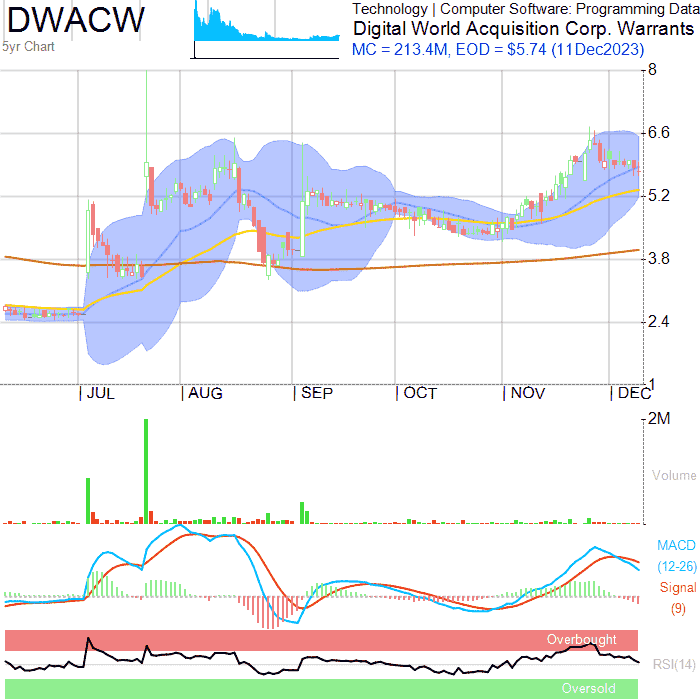 DWACW
5yr Chart
Technology | Computer Software: Programming Data
Digital World Acquisition Corp. Warrants
MC = 213.4M, EOD = $5.74 (11Dec2023)
8
6.6
5.2
3.8
2.4
1
JUL AUG SEP OCT NOV DEC
2M
Volume
MACD
(12-26)
Signal
(9)
Overbought
RSI(14)
Oversold